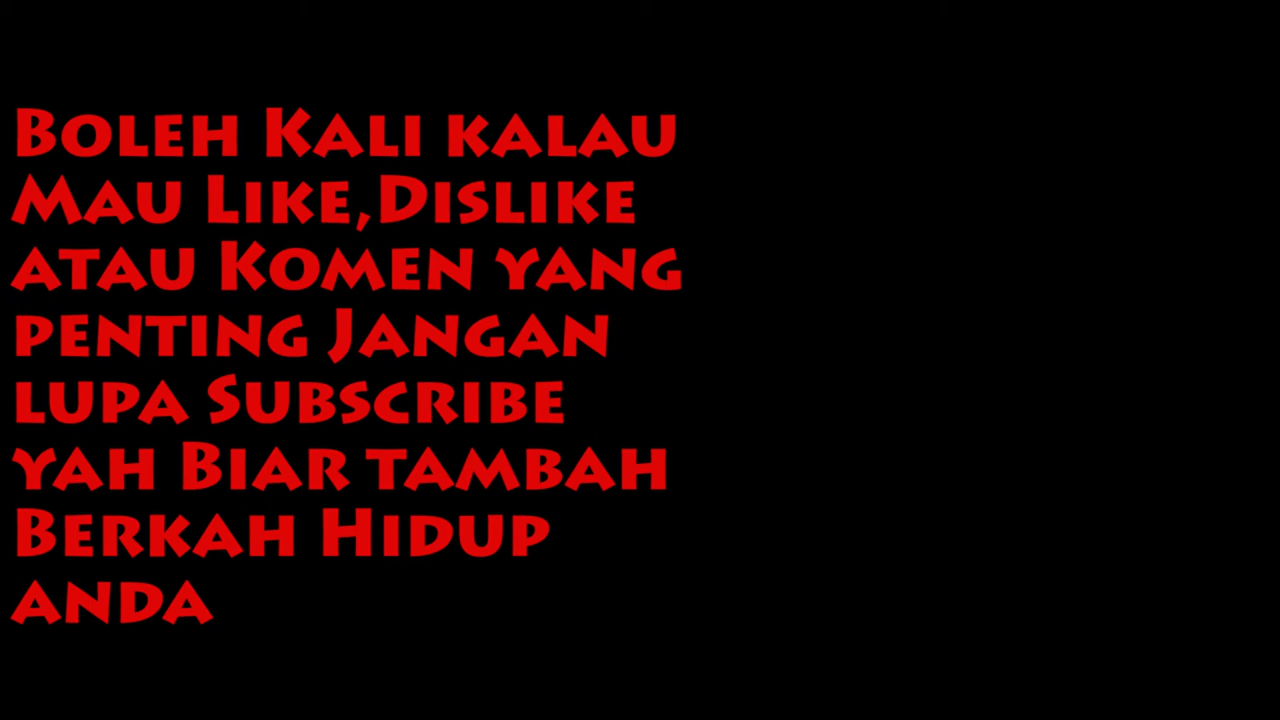 Boleh Kali kalau
Mau Like,Dislike
atau Komen yang
penting Jangan
lupa Subscribe
yah Biar tambah
Berkah Hidup
anda